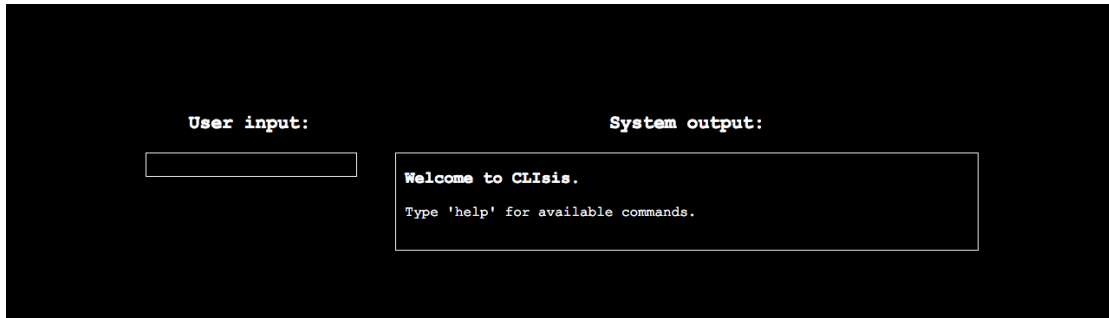 User input:
System output:
Welcome to CLIsis.
Type 'help' for available commands.